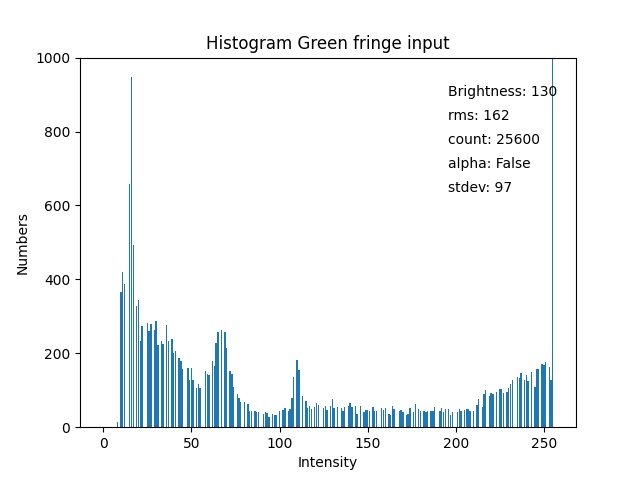 Histogram Green fringe input
1000
800
600
400
200
0
Numbers
Brightness: 130
rms: 162
count: 25600
alpha: False
stdev: 97
0 50 100 150 200 250
Intensity